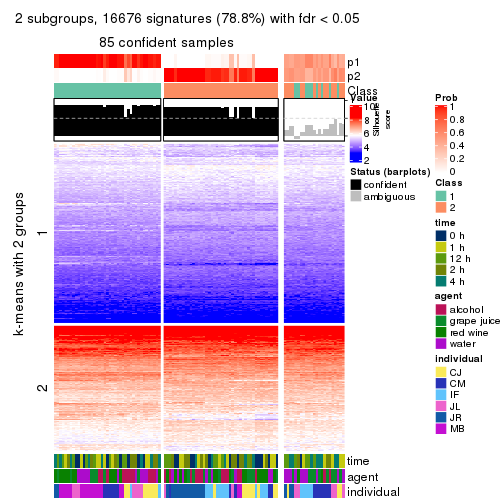 2 subgroups, 16676 signatures (78.8%) with fdr < 0.05
85 confident samples
p1
p2
Class
Silhouette
score
k-means with 2 groups
1
2
time
agent
individual
Value
10
8
6
4
2
Status (barplots)
confident
ambiguous
Prob
1
0.8
0.6
0.4
0.2
0
Class
1
2
time
0 h
1 h
12 h
2 h
4 h
agent
alcohol
grape juice
red wine
water
individual
CJ
CM
IF
JL
JR
MB